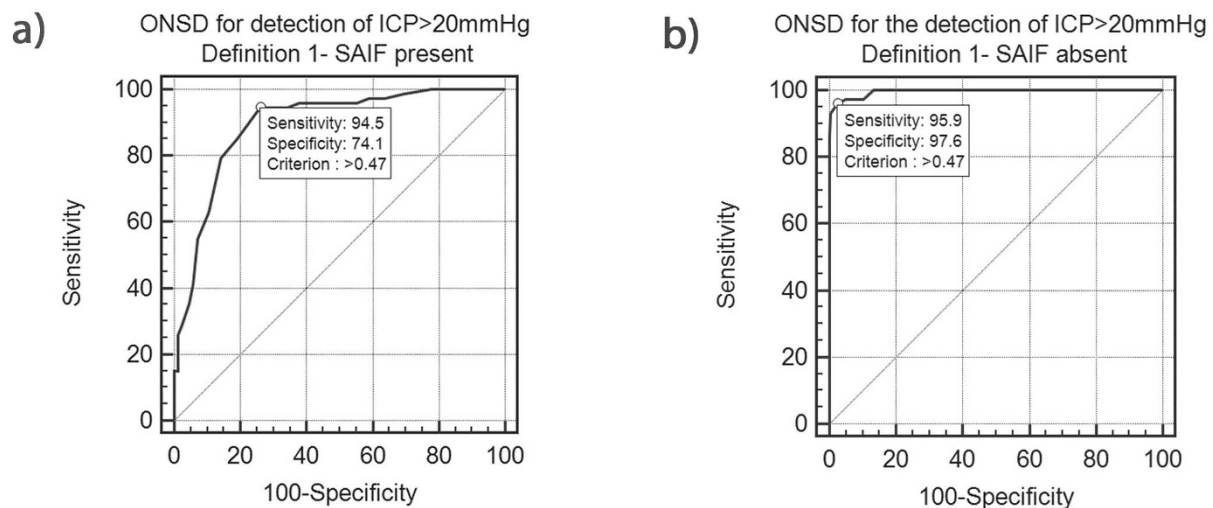 a)
ONSD for detection of ICP>20mmHg
Definition 1- SAIF present
100
80
60
40
20
0
Sensitivity
Sensitivity: 94.5
Specificity: 74.1
Criterion : >0.47
0 20 40 60 80 100
100-Specificity
b)
ONSD for the detection of ICP>20mmHg
Definition 1- SAIF absent
100
80
60
40
20
0
Sensitivity
Sensitivity: 95.9
Specificity: 97.6
Criterion : >0.47
0 20 40 60 80 100
100-Specificity